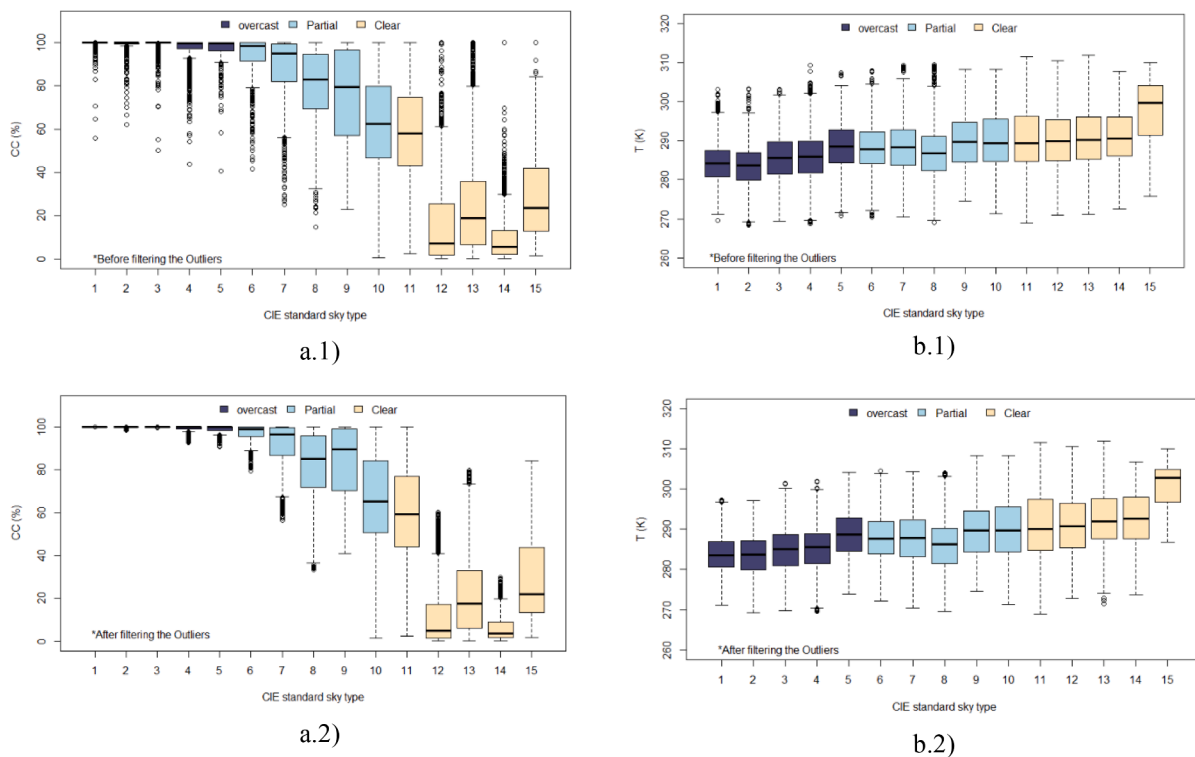 overcast Partial Clear
CC (%)
100
80
60
40
20
0
*Before filtering the Outliers
1 2 3 4 5 6 7 8 9 10 11 12 13 14 15
CIE standard sky type
a.1)
overcast Partial Clear
T (K)
320
310
300
290
280
270
260
*Before filtering the Outliers
1 2 3 4 5 6 7 8 9 10 11 12 13 14 15
CIE standard sky type
b.1)
overcast Partial Clear
CC (%)
100
80
60
40
20
0
*After filtering the Outliers
1 2 3 4 5 6 7 8 9 10 11 12 13 14 15
CIE standard sky type
a.2)
overcast Partial Clear
T (K)
320
310
300
290
280
270
260
*After filtering the Outliers
1 2 3 4 5 6 7 8 9 10 11 12 13 14 15
CIE standard sky type
b.2)